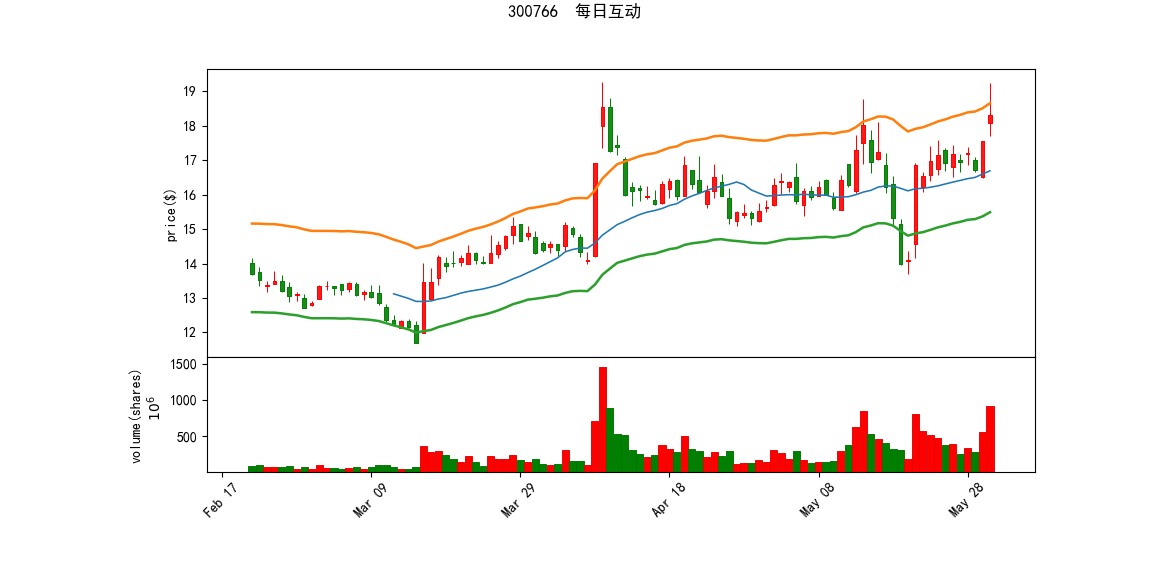 300766 每日互动
19
18
17
16
15
14
13
12
price($)
1500
1000
500
volume(shares)
10^6
Feb 17
Mar 09
Mar 29
Apr 18
May 08
May 28